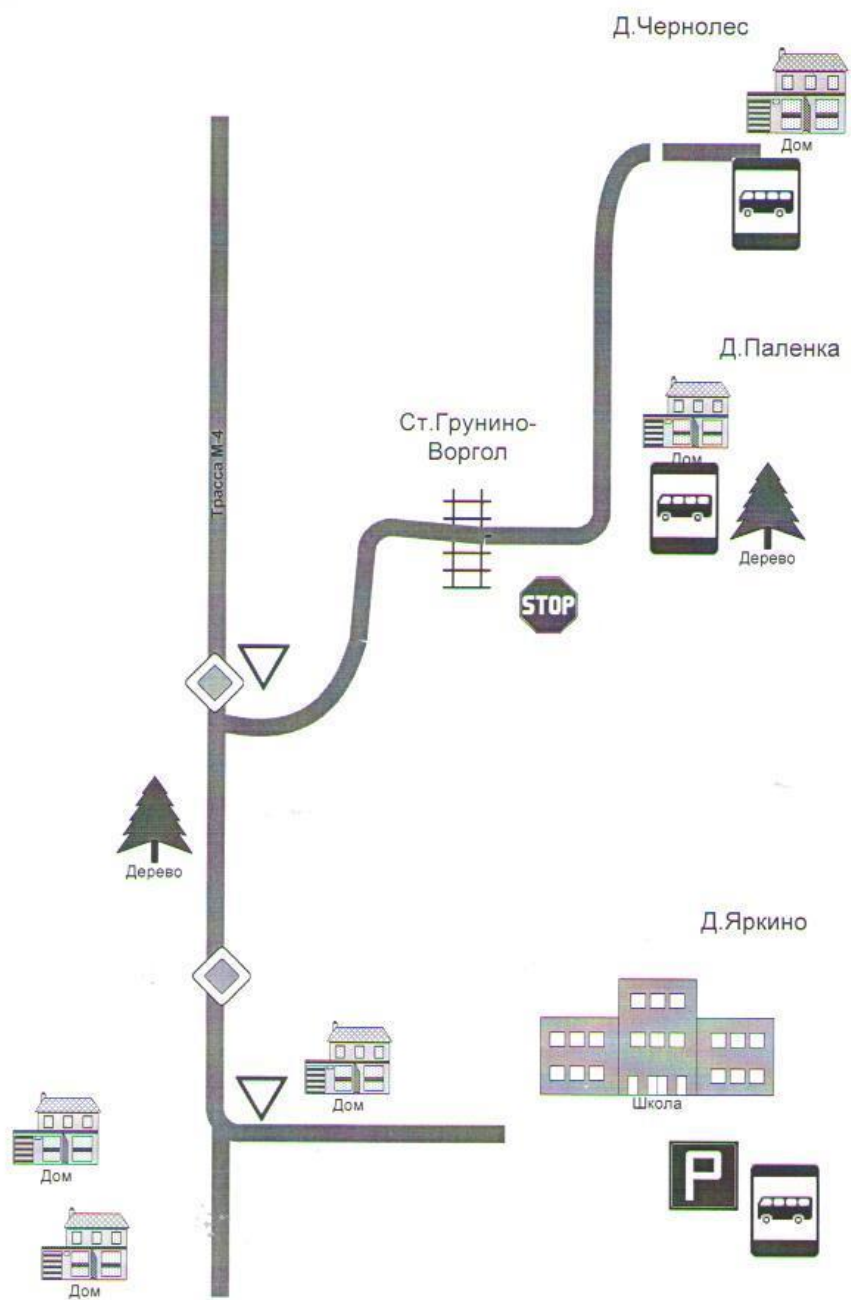 Д.Чернолес
Дом
Д.Паленка
Ст.Грунино-
Воргол
Трасса М-4
Дом
Дерево
STOP
Дерево
Д.Яркино
Дом
Школа
Дом
P
Дом